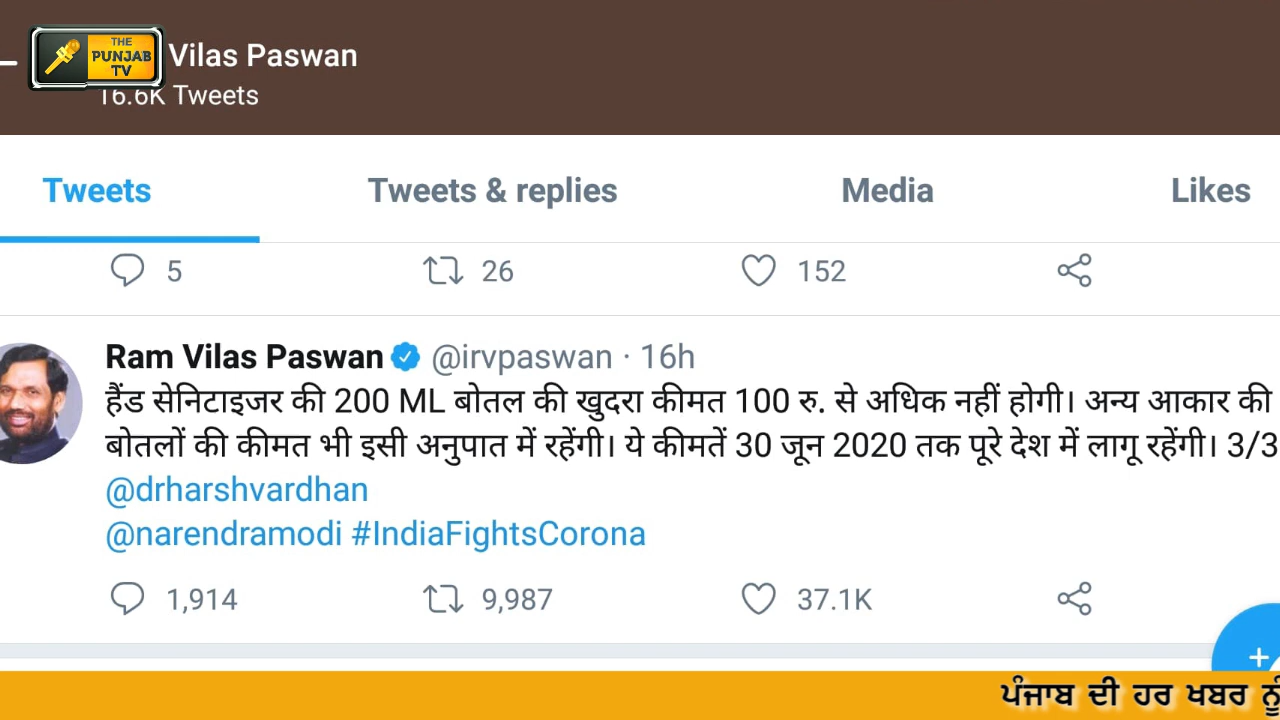 THE
PUNJAB
TV
Vilas Paswan
16.6K Tweets
Tweets Tweets & replies Media Likes
5 26 152
Ram Vilas Paswan @irvpaswan · 16h
हैंड सेनिटाइजर की 200 ML बोतल की खुदरा कीमत 100 रु. से अधिक नहीं होगी। अन्य आकार की
बोतलों की कीमत भी इसी अनुपात में रहेंगी। ये कीमतें 30 जून 2020 तक पूरे देश में लागू रहेंगी। 3/3
@drharshvardhan
@narendramodi #IndiaFightsCorona
1,914 9,987 37.1K
ਪੰਜਾਬ ਦੀ ਹਰ ਖਬਰ ਨੂੰ